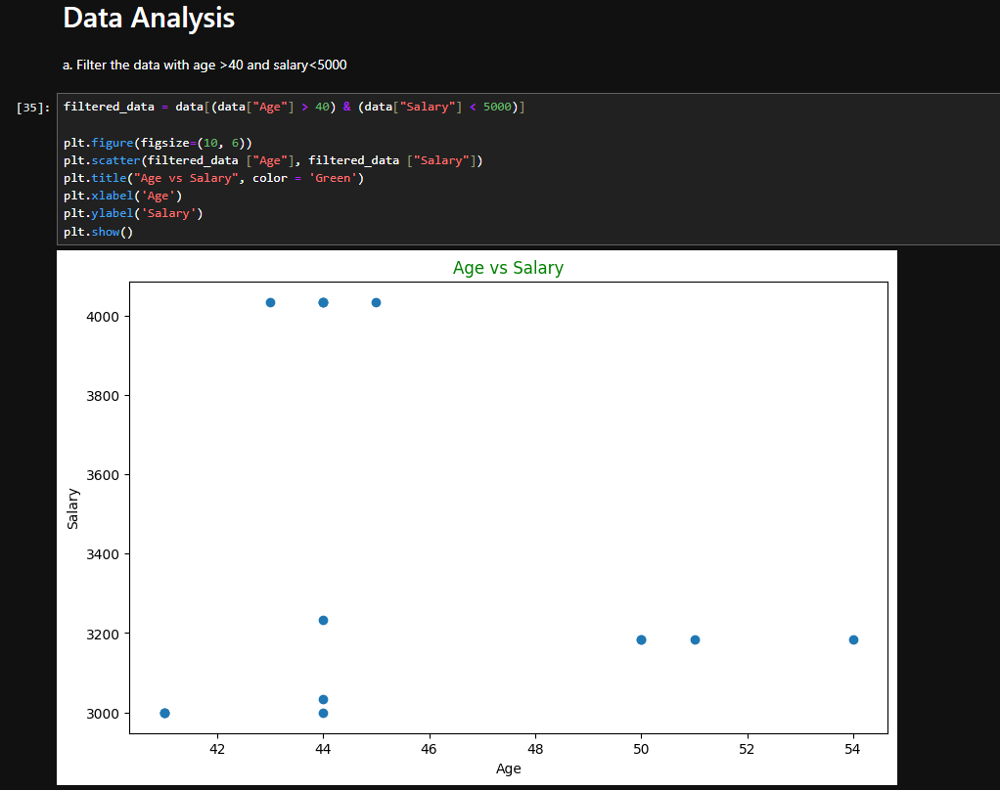 Data Analysis
a. Filter the data with age >40 and salary<5000
[35]: filtered_data = data[(data["Age"] > 40) & (data["Salary"] < 5000)]
plt.figure(figsize=(10, 6))
plt.scatter(filtered_data ["Age"], filtered_data ["Salary"])
plt.title("Age vs Salary", color = 'Green')
plt.xlabel('Age')
plt.ylabel('Salary')
plt.show()
Age vs Salary
4000
3800
3600
3400
3200
3000
Salary
42 44 46 48 50 52 54
Age